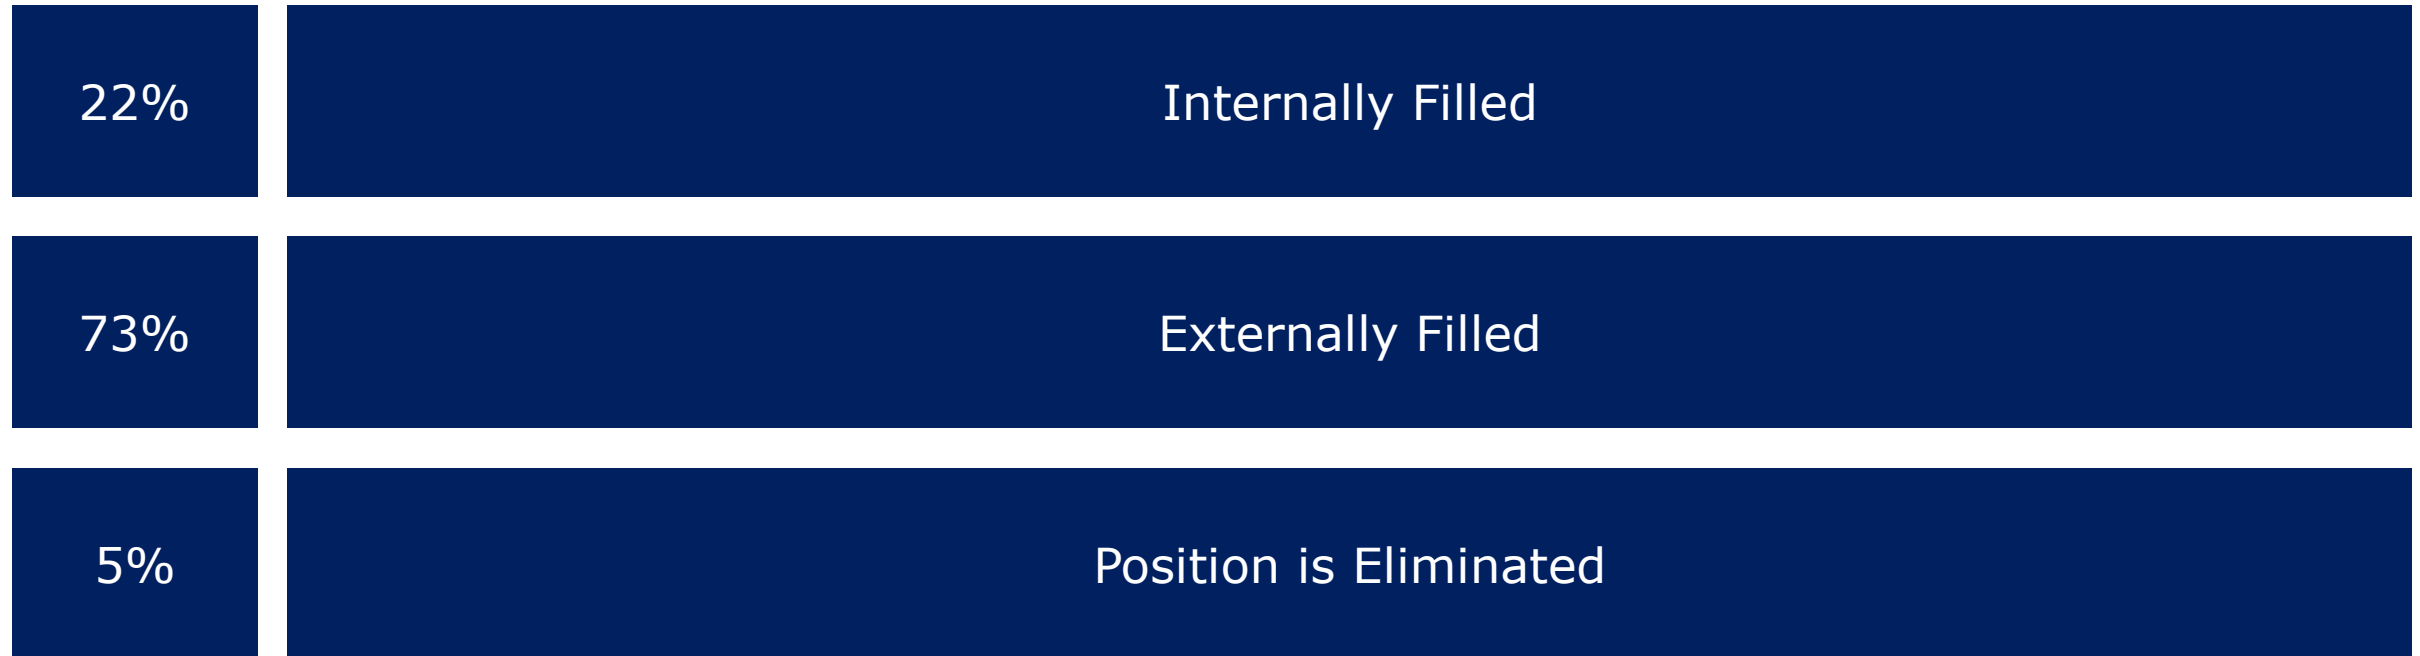 22% Internally Filled
73% Externally Filled
5% Position is Eliminated